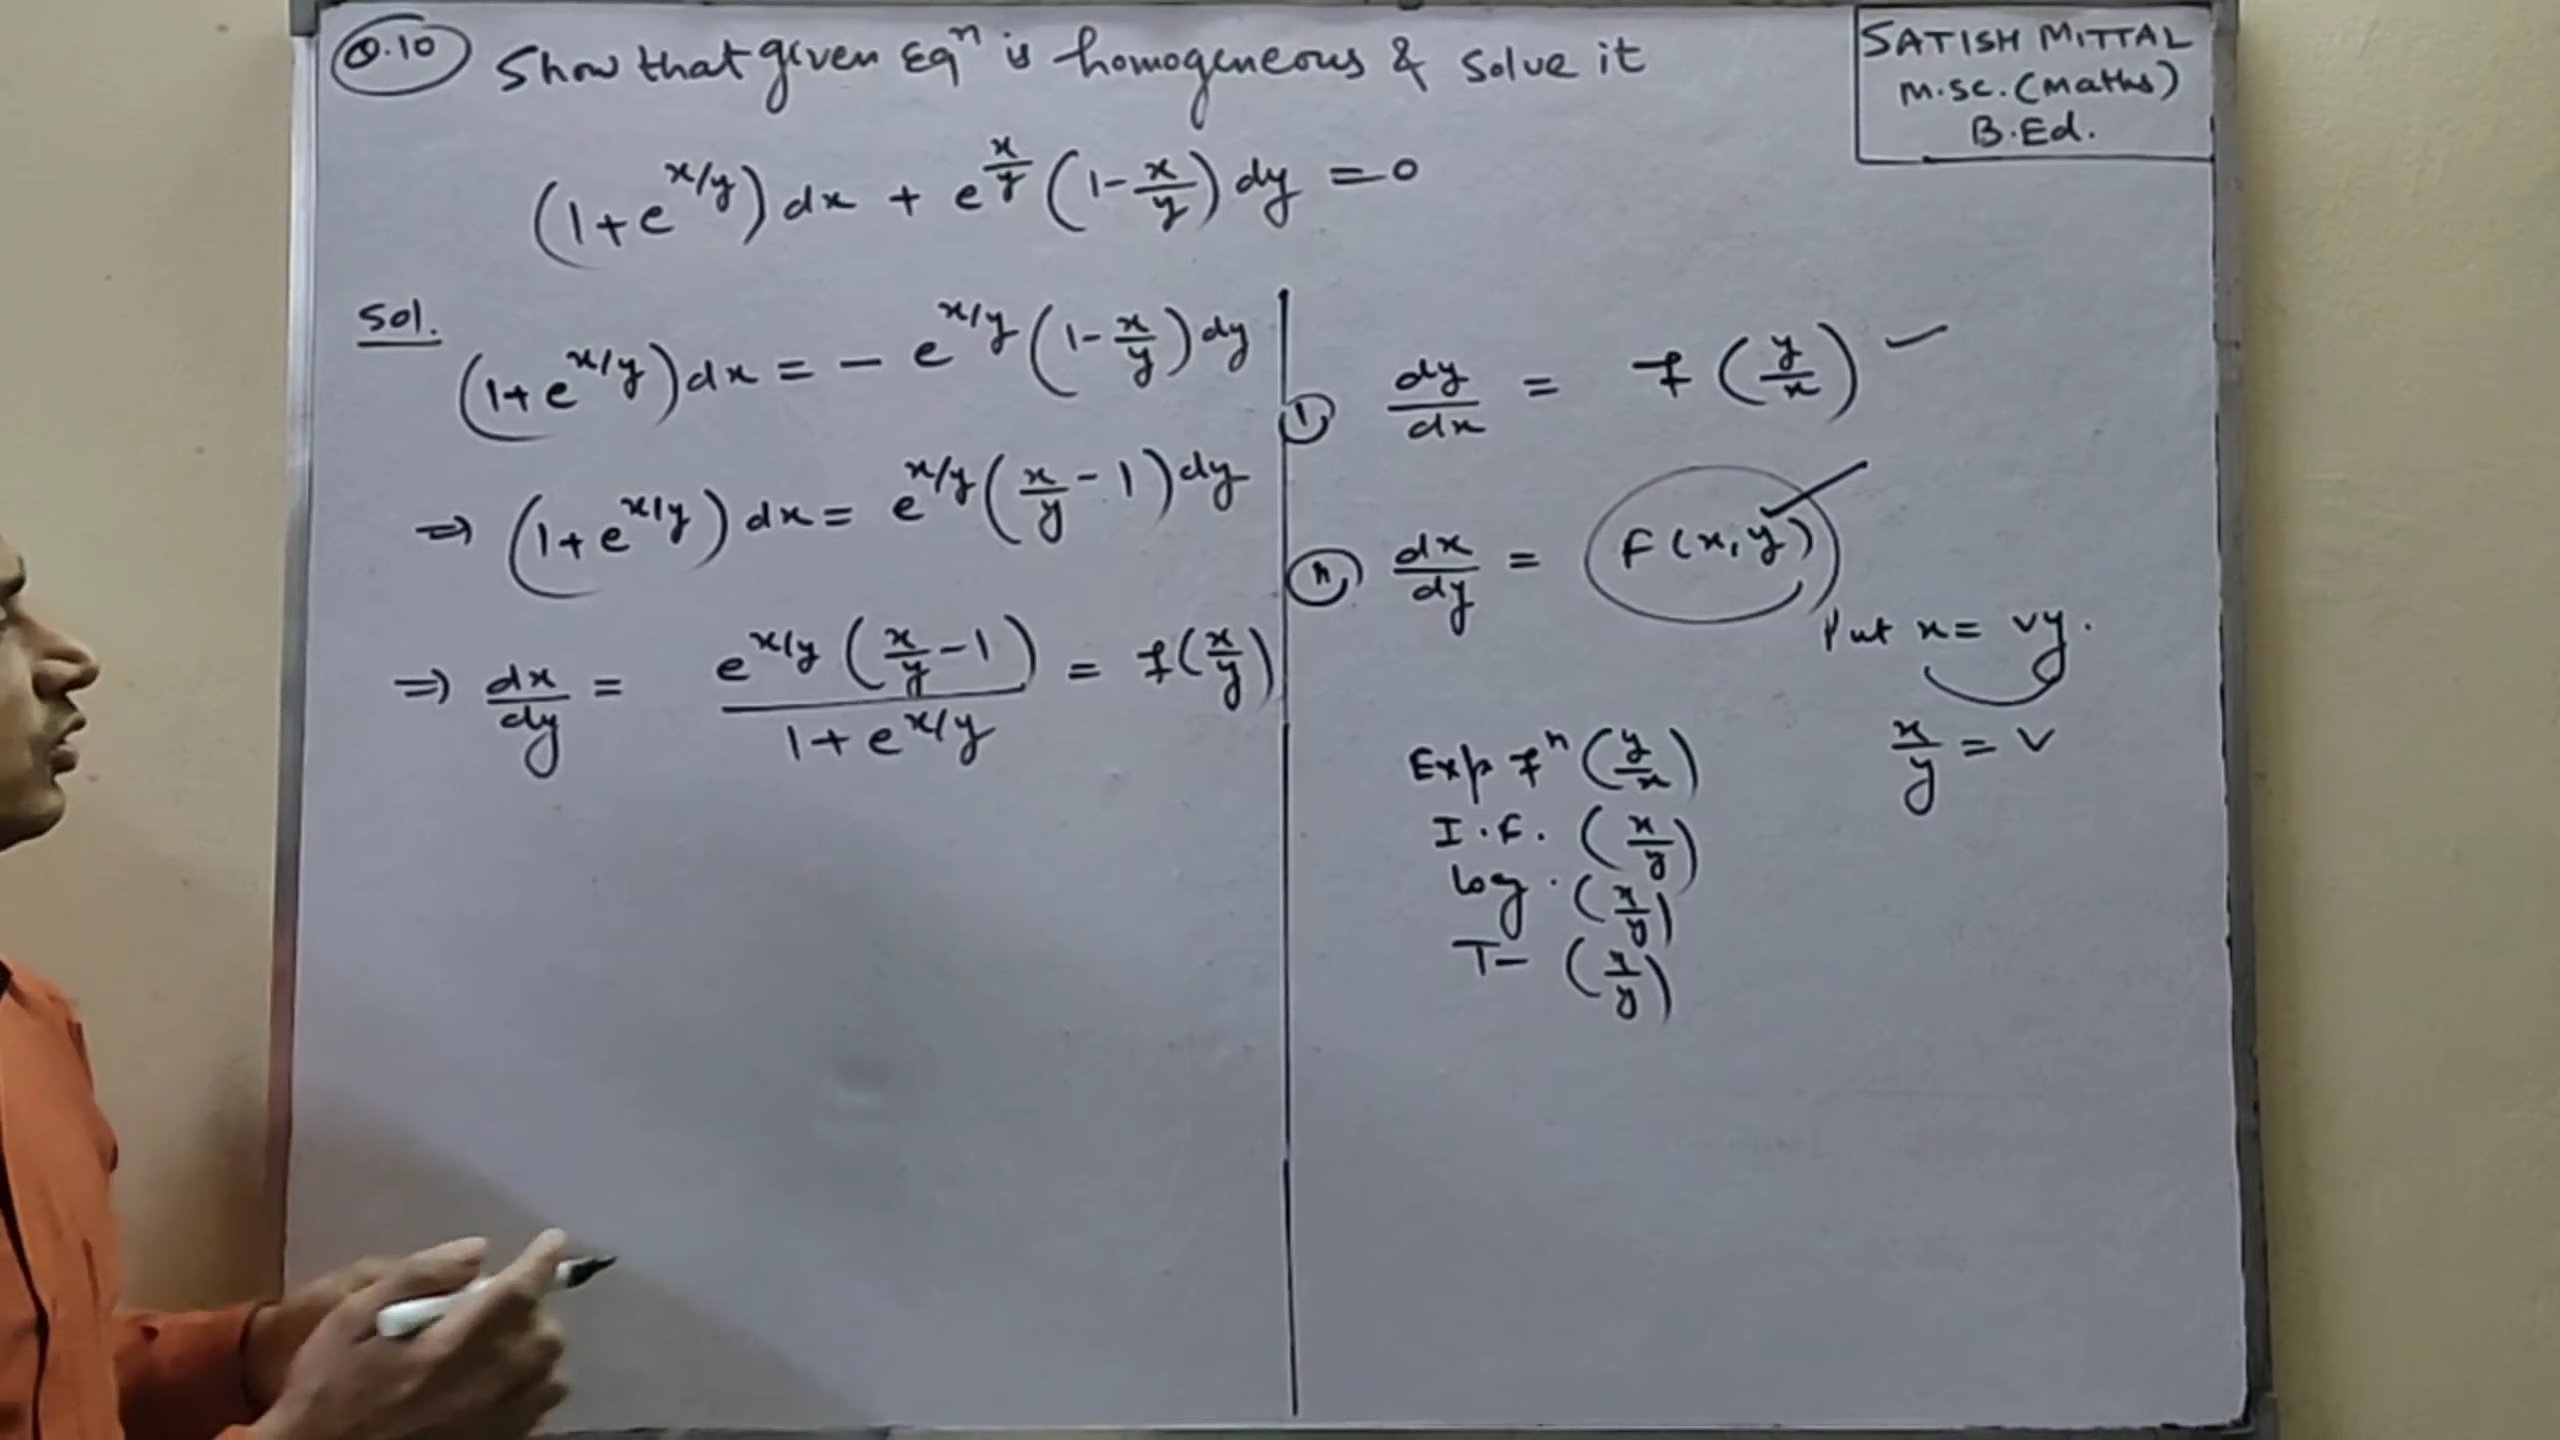 Q.10 Show that given Eqⁿ is homogeneous & solve it
SATISH MITTAL
M.Sc. (Maths)
B.Ed.
(1+e^{x/y}) dx + e^{x/y} (1 - x/y) dy = 0
Sol.
(1+e^{x/y}) dx = - e^{x/y} (1 - x/y) dy
⇒ (1+e^{x/y}) dx = e^{x/y} (x/y - 1) dy
⇒ dx/dy = e^{x/y} (x/y - 1) / 1 + e^{x/y} = f(x/y)
① dy/dx = f(y/x)
② dx/dy = F(x, y)
Put x = vy.
x/y = v
Exp fⁿ (y/x)
I.F. (x/y)
log. (x/y)
T- (x/y)